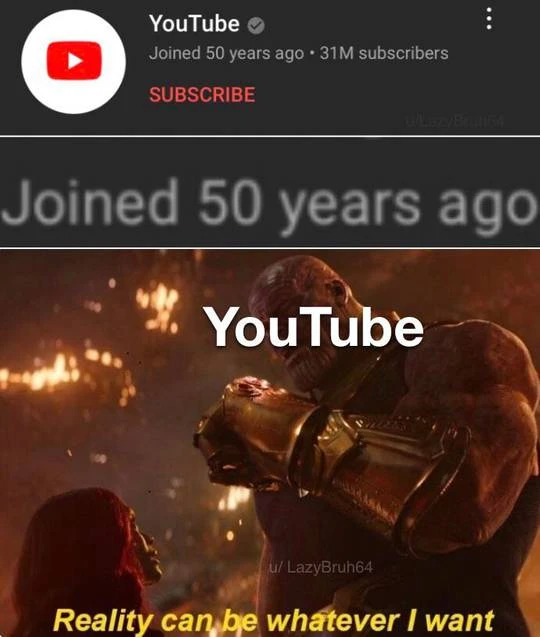 YouTube
Joined 50 years ago • 31M subscribers
SUBSCRIBE
u/LazyBruh64
Joined 50 years ago
YouTube
u/ LazyBruh64
Reality can be whatever I want